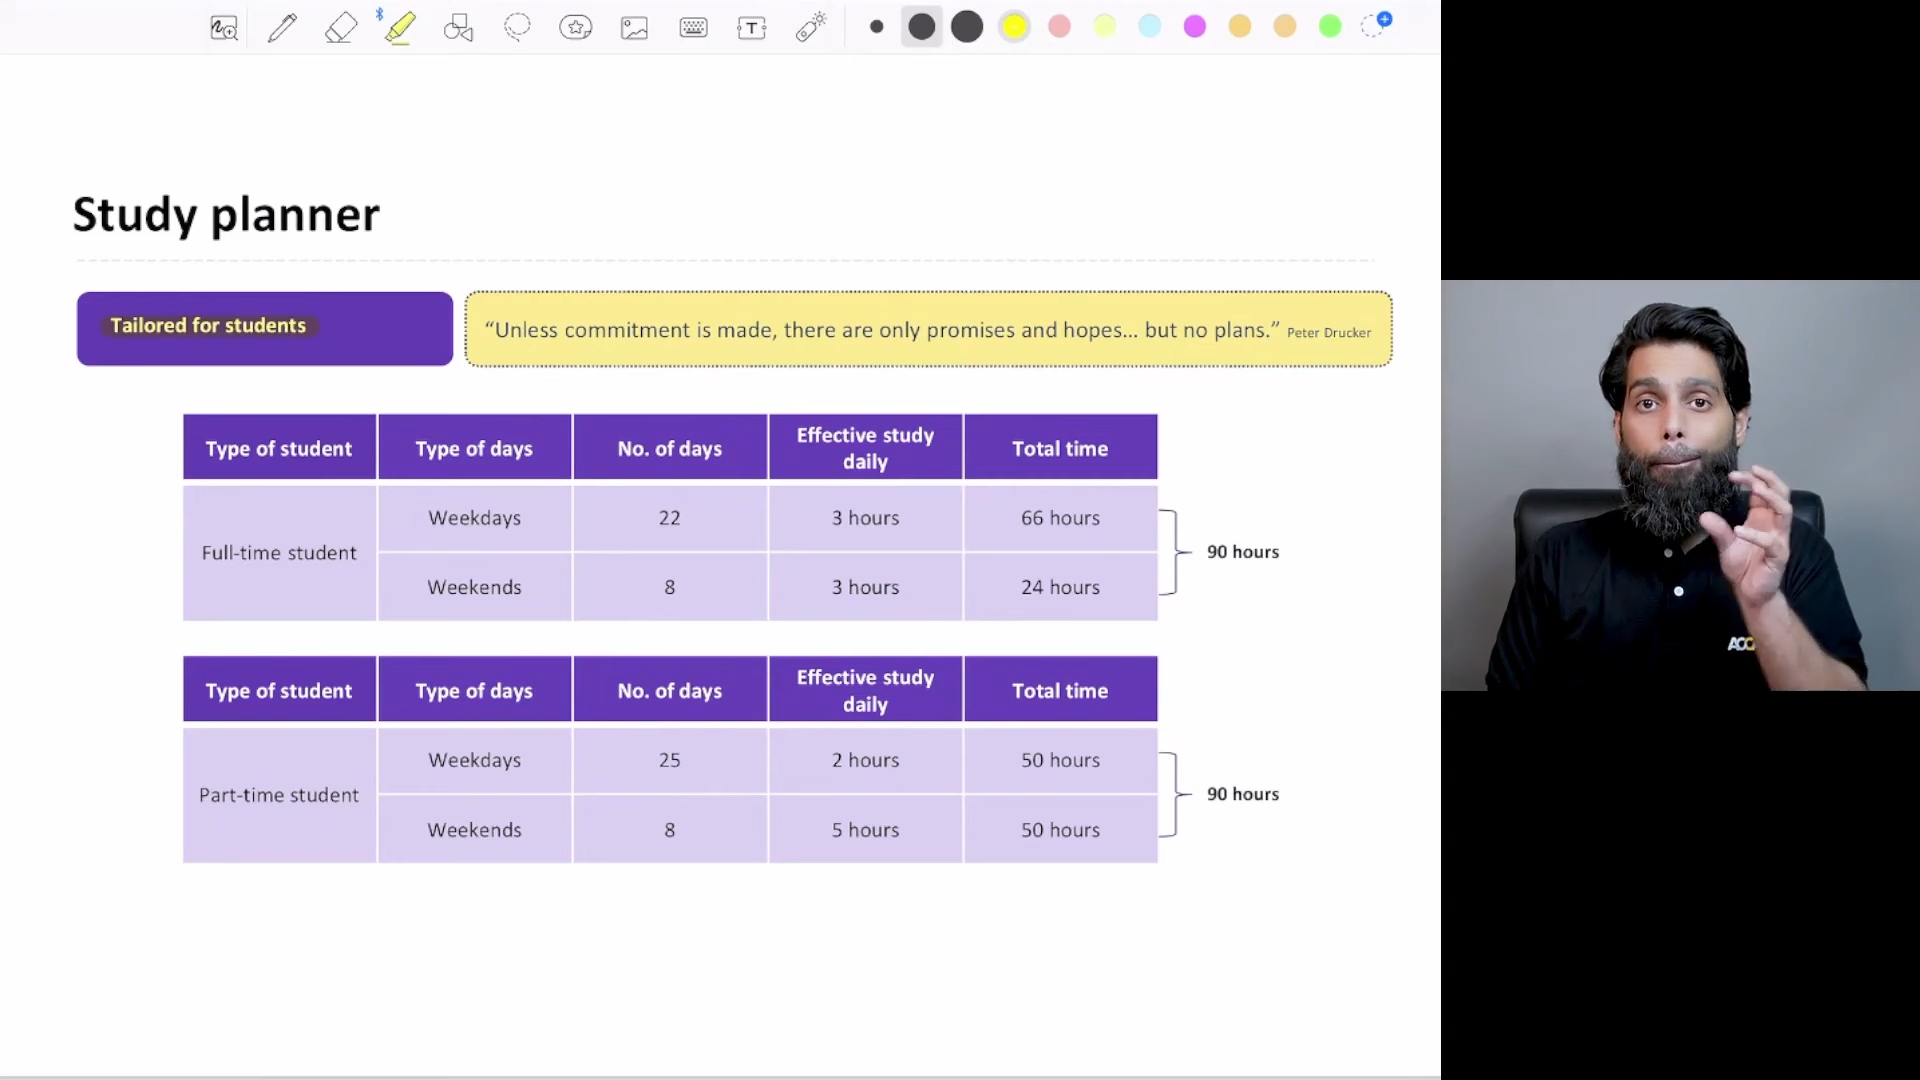 Study planner
Tailored for students
“Unless commitment is made, there are only promises and hopes... but no plans.” Peter Drucker
Type of student Type of days No. of days Effective study daily Total time
Full-time student Weekdays 22 3 hours 66 hours
Weekends 8 3 hours 24 hours
90 hours
Type of student Type of days No. of days Effective study daily Total time
Part-time student Weekdays 25 2 hours 50 hours
Weekends 8 5 hours 50 hours
90 hours